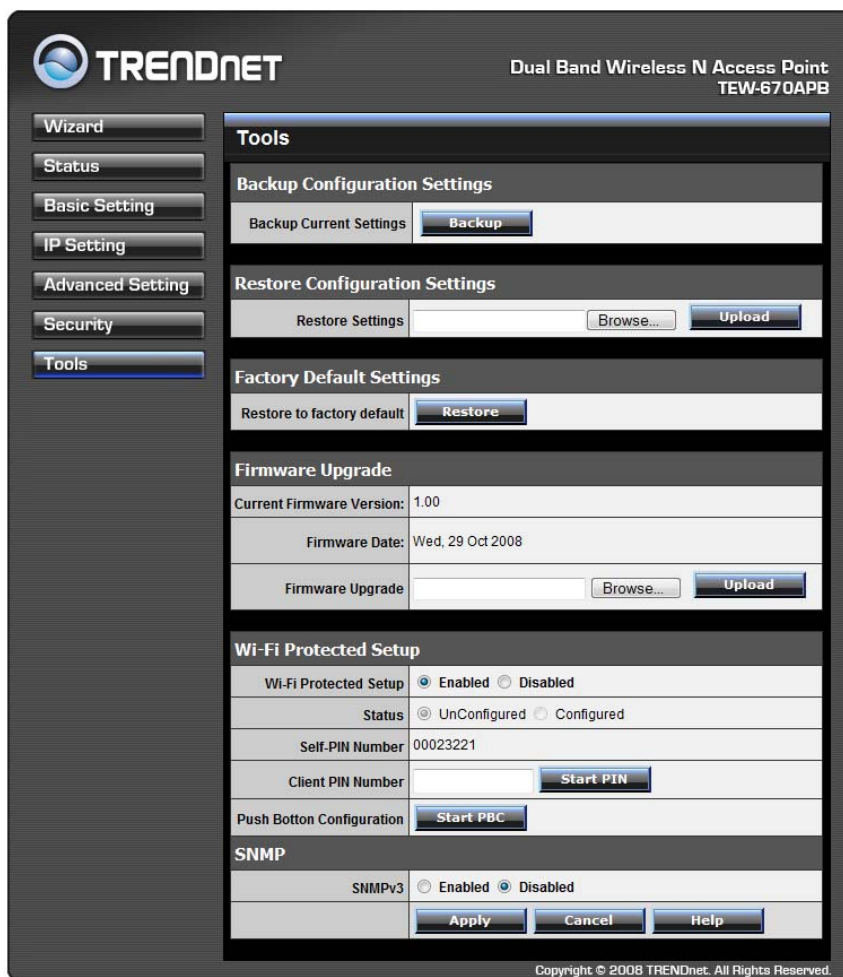 TRENDNET
Dual Band Wireless N Access Point
TEW-670APB
Wizard
Status
Basic Setting
IP Setting
Advanced Setting
Security
Tools
Tools
Backup Configuration Settings
Backup Current Settings Backup
Restore Configuration Settings
Restore Settings Browse... Upload
Factory Default Settings
Restore to factory default Restore
Firmware Upgrade
Current Firmware Version: 1.00
Firmware Date: Wed, 29 Oct 2008
Firmware Upgrade Browse... Upload
Wi-Fi Protected Setup
Wi-Fi Protected Setup Enabled Disabled
Status UnConfigured Configured
Self-PIN Number 00023221
Client PIN Number Start PIN
Push Botton Configuration Start PBC
SNMP
SNMPv3 Enabled Disabled
Apply Cancel Help
Copyright © 2008 TRENDnet. All Rights Reserved.